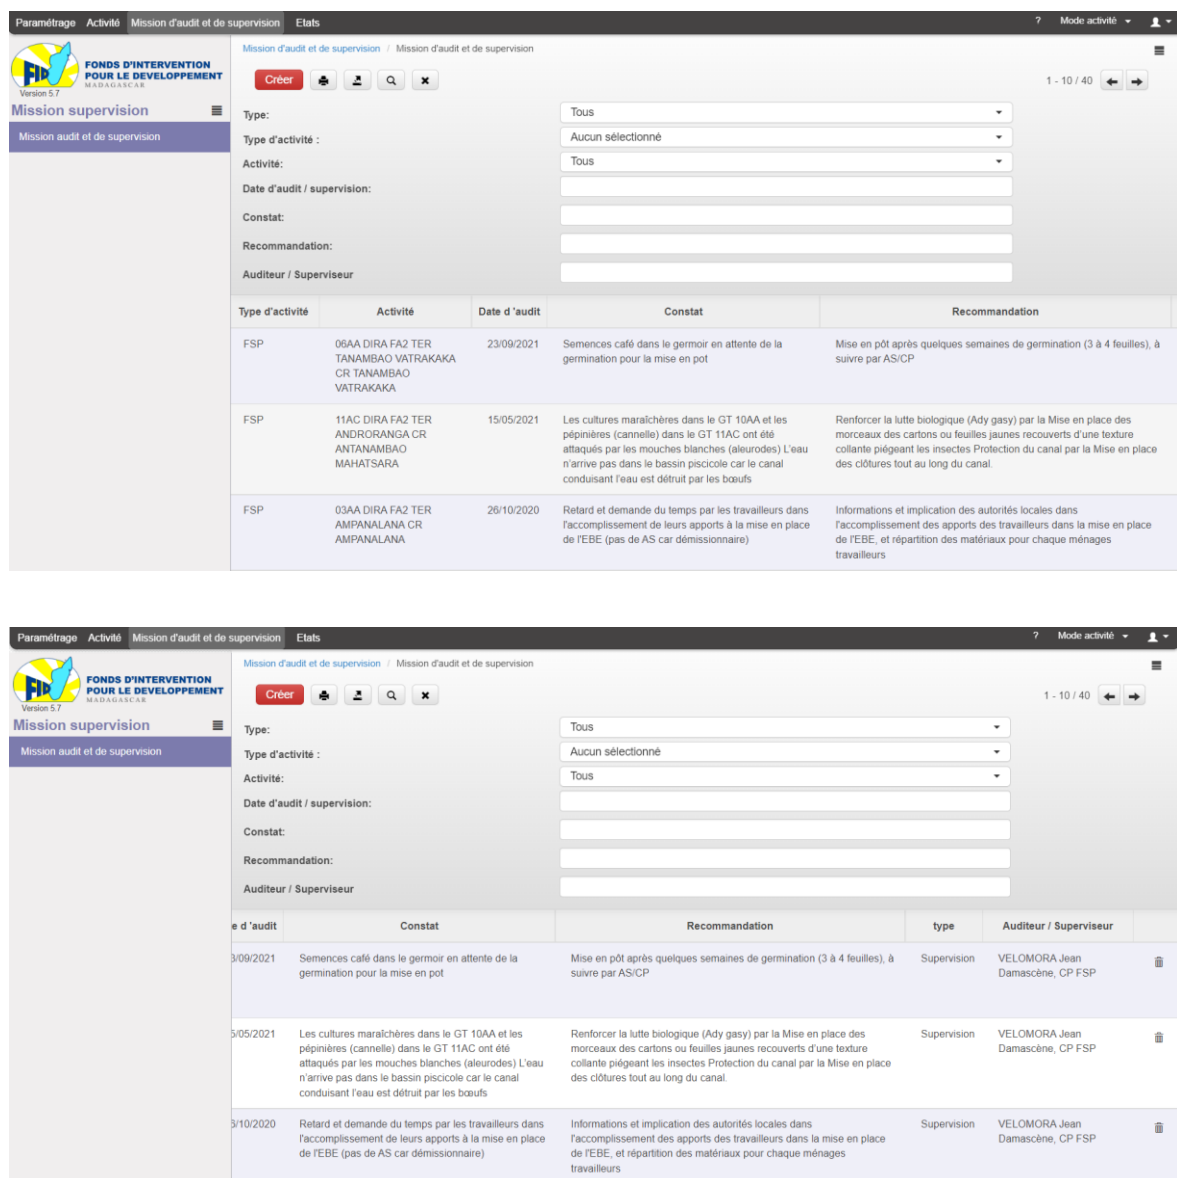 Paramétrage Activité Mission d'audit et de supervision Etats ? Mode activité
FONDS D'INTERVENTION
POUR LE DEVELOPPEMENT
MADAGASCAR
FID
Version 5.7
Mission supervision
Mission audit et de supervision
Mission d'audit et de supervision / Mission d'audit et de supervision
Créer 1 - 10 / 40
Type: Tous
Type d'activité : Aucun sélectionné
Activité: Tous
Date d'audit / supervision:
Constat:
Recommandation:
Auditeur / Superviseur
Type d'activité Activité Date d 'audit Constat Recommandation
FSP 06AA DIRA FA2 TER 23/09/2021 Semences café dans le germoir en attente de la Mise en pôt après quelques semaines de germination (3 à 4 feuilles), à
TANAMBAO VATRAKAKA germination pour la mise en pot suivre par AS/CP
CR TANAMBAO
VATRAKAKA
FSP 11AC DIRA FA2 TER 15/05/2021 Les cultures maraîchères dans le GT 10AA et les Renforcer la lutte biologique (Ady gasy) par la Mise en place des
ANDRORANGA CR pépinières (cannelle) dans le GT 11AC ont été morceaux des cartons ou feuilles jaunes recouverts d'une texture
ANTANAMBAO attaqués par les mouches blanches (aleurodes) L'eau collante piégeant les insectes Protection du canal par la Mise en place
MAHATSARA n'arrive pas dans le bassin piscicole car le canal des clôtures tout au long du canal.
conduisant l'eau est détruit par les bœufs
FSP 03AA DIRA FA2 TER 26/10/2020 Retard et demande du temps par les travailleurs dans Informations et implication des autorités locales dans
AMPANALANA CR l'accomplissement de leurs apports à la mise en place l'accomplissement des apports des travailleurs dans la mise en place
AMPANALANA de l'EBE (pas de AS car démissionnaire) de l'EBE, et répartition des matériaux pour chaque ménages
travailleurs
Paramétrage Activité Mission d'audit et de supervision Etats ? Mode activité
FONDS D'INTERVENTION
POUR LE DEVELOPPEMENT
MADAGASCAR
FID
Version 5.7
Mission supervision
Mission audit et de supervision
Mission d'audit et de supervision / Mission d'audit et de supervision
Créer 1 - 10 / 40
Type: Tous
Type d'activité : Aucun sélectionné
Activité: Tous
Date d'audit / supervision:
Constat:
Recommandation:
Auditeur / Superviseur
e d 'audit Constat Recommandation type Auditeur / Superviseur
3/09/2021 Semences café dans le germoir en attente de la Mise en pôt après quelques semaines de germination (3 à 4 feuilles), à Supervision VELOMORA Jean
germination pour la mise en pot suivre par AS/CP Damascène, CP FSP
5/05/2021 Les cultures maraîchères dans le GT 10AA et les Renforcer la lutte biologique (Ady gasy) par la Mise en place des Supervision VELOMORA Jean
pépinières (cannelle) dans le GT 11AC ont été morceaux des cartons ou feuilles jaunes recouverts d'une texture Damascène, CP FSP
attaqués par les mouches blanches (aleurodes) L'eau collante piégeant les insectes Protection du canal par la Mise en place
n'arrive pas dans le bassin piscicole car le canal des clôtures tout au long du canal.
conduisant l'eau est détruit par les bœufs
6/10/2020 Retard et demande du temps par les travailleurs dans Informations et implication des autorités locales dans Supervision VELOMORA Jean
l'accomplissement de leurs apports à la mise en place l'accomplissement des apports des travailleurs dans la mise en place Damascène, CP FSP
de l'EBE (pas de AS car démissionnaire) de l'EBE, et répartition des matériaux pour chaque ménages
travailleurs